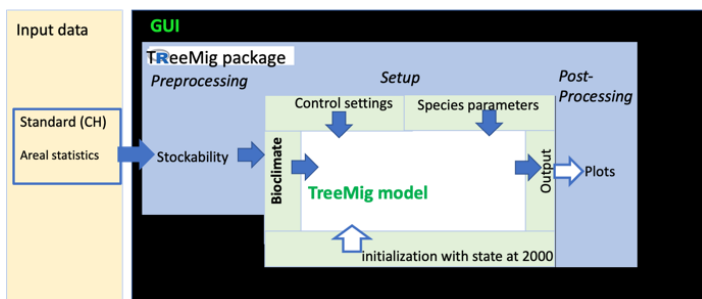 Input data
GUI
TReeMig package
Preprocessing
Setup
Post-
Processing
Control settings
Species parameters
Standard (CH)
Areal statistics
Stockability
Bioclimate
TreeMig model
Output
Plots
initialization with state at 2000